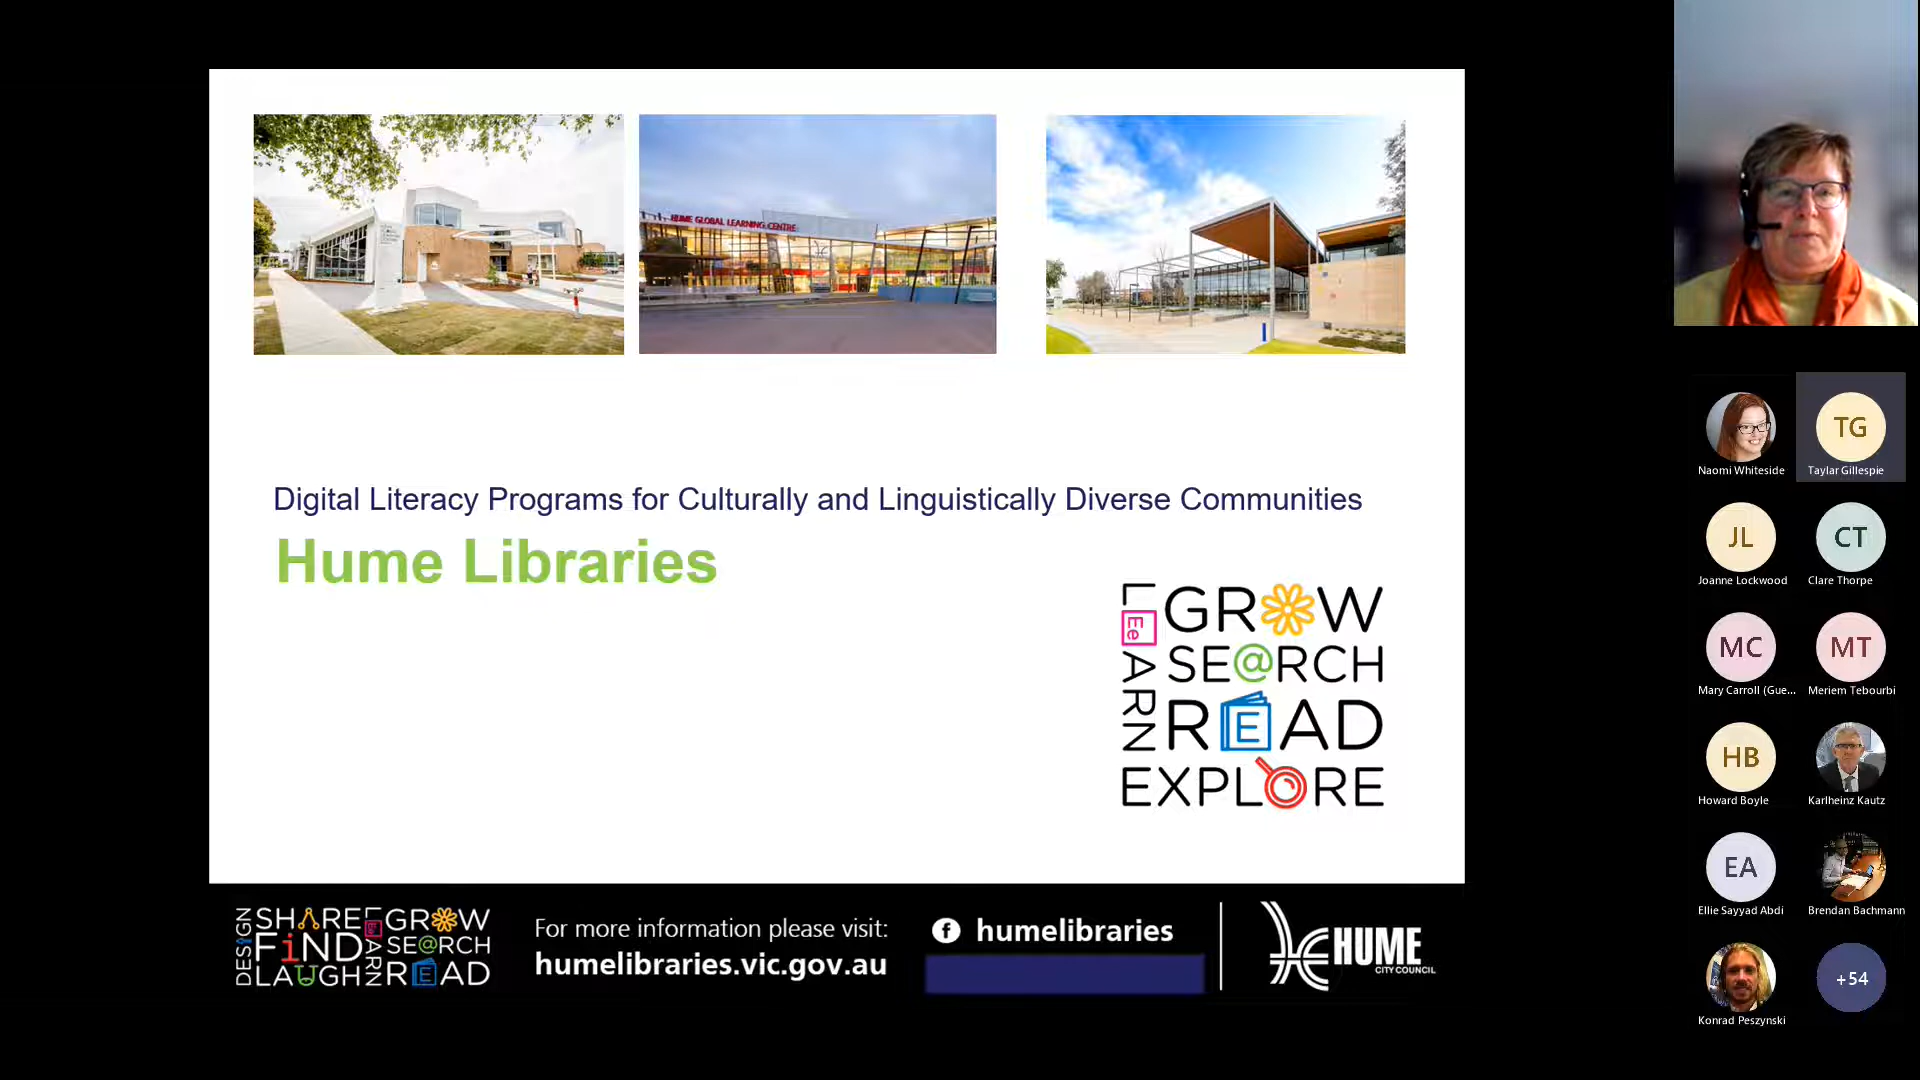 HUME GLOBAL LEARNING CENTRE
Digital Literacy Programs for Culturally and Linguistically Diverse Communities
Hume Libraries
LEeARN
GROW
SE@RCH
READ
EXPLORE
DESIGN
SHARE
FiND
LAUGH
LEARN
GROW
SE@RCH
READ
For more information please visit:
humelibraries.vic.gov.au
humelibraries
HUME
CITY COUNCIL
Naomi Whiteside
TG
Taylar Gillespie
JL
Joanne Lockwood
CT
Clare Thorpe
MC
Mary Carroll (Gue...
MT
Meriem Tebourbi
HB
Howard Boyle
Karlheinz Kautz
EA
Ellie Sayyad Abdi
Brendan Bachmann
Konrad Peszynski
+54